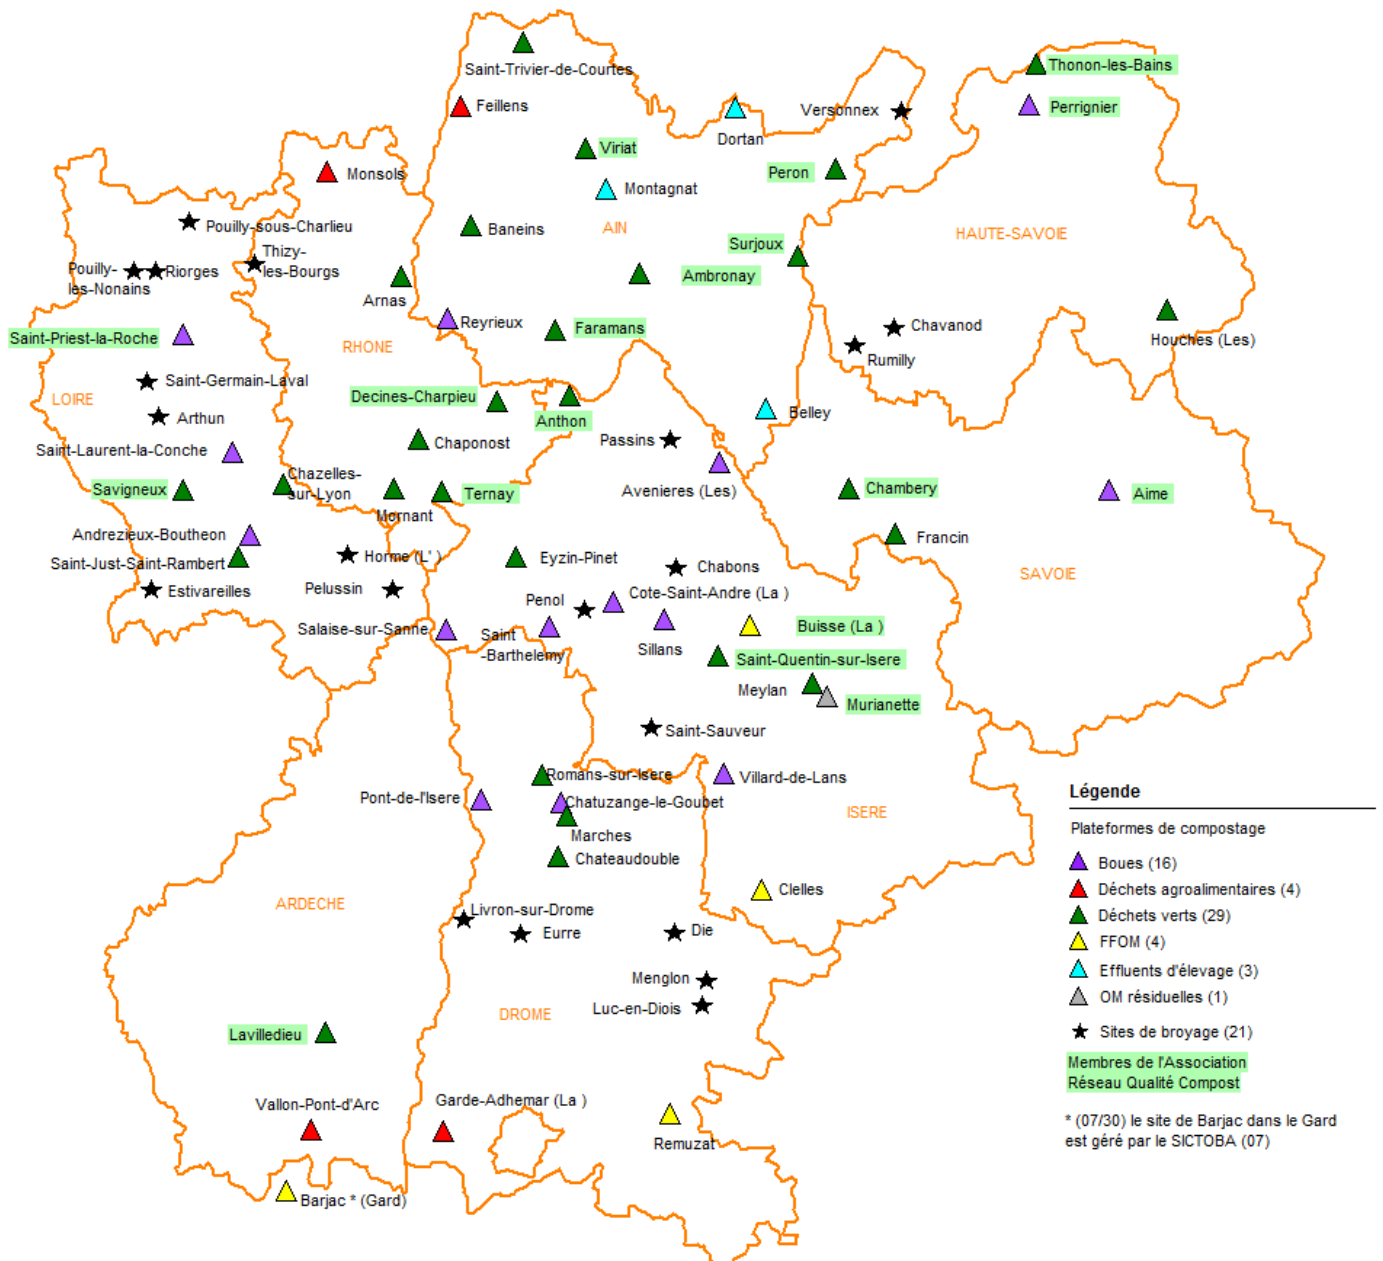 Saint-Trivier-de-Courtes
Thonon-les-Bains
Feillens
Versonnex
Perrignier
Dortan
Viriat
Monsols
Peron
Montagnat
Pouilly-sous-Charlieu
Baneins
AIN
HAUTE-SAVOIE
Surjoux
Thizy-
les-Bourgs
Pouilly-
les-Nonains
Riorges
Ambronay
Arnas
Reyrieux
Faramans
Chavanod
Saint-Priest-la-Roche
RHONE
Houches (Les)
Rumilly
Saint-Germain-Laval
LOIRE
Decines-Charpieu
Arthun
Anthon
Belley
Passins
Chaponost
Saint-Laurent-la-Conche
Chazelles-
sur-Lyon
Savigneux
Avenieres (Les)
Chambery
Aime
Ternay
Mornant
Andrezieux-Boutheon
Francin
Horme (L' )
Eyzin-Pinet
Saint-Just-Saint-Rambert
Chabons
SAVOIE
Estivareilles
Pelussin
Cote-Saint-Andre (La )
Penol
Salaise-sur-Sanne
Saint
-Barthelemy
Buisse (La )
Sillans
Saint-Quentin-sur-Isere
Meylan
Murianette
Saint-Sauveur
Romans-sur-Isere
Villard-de-Lans
Pont-de-l'Isere
Chatuzange-le-Goubet
ISERE
Marches
Chateaudouble
Clelles
ARDECHE
Livron-sur-Drome
Eurre
Die
Menglon
Luc-en-Diois
DROME
Lavilledieu
Vallon-Pont-d'Arc
Garde-Adhemar (La )
Remuzat
Barjac * (Gard)
Légende
Plateformes de compostage
Boues (16)
Déchets agroalimentaires (4)
Déchets verts (29)
FFOM (4)
Effluents d'élevage (3)
OM résiduelles (1)
Sites de broyage (21)
Membres de l'Association
Réseau Qualité Compost
* (07/30) le site de Barjac dans le Gard
est géré par le SICTOBA (07)